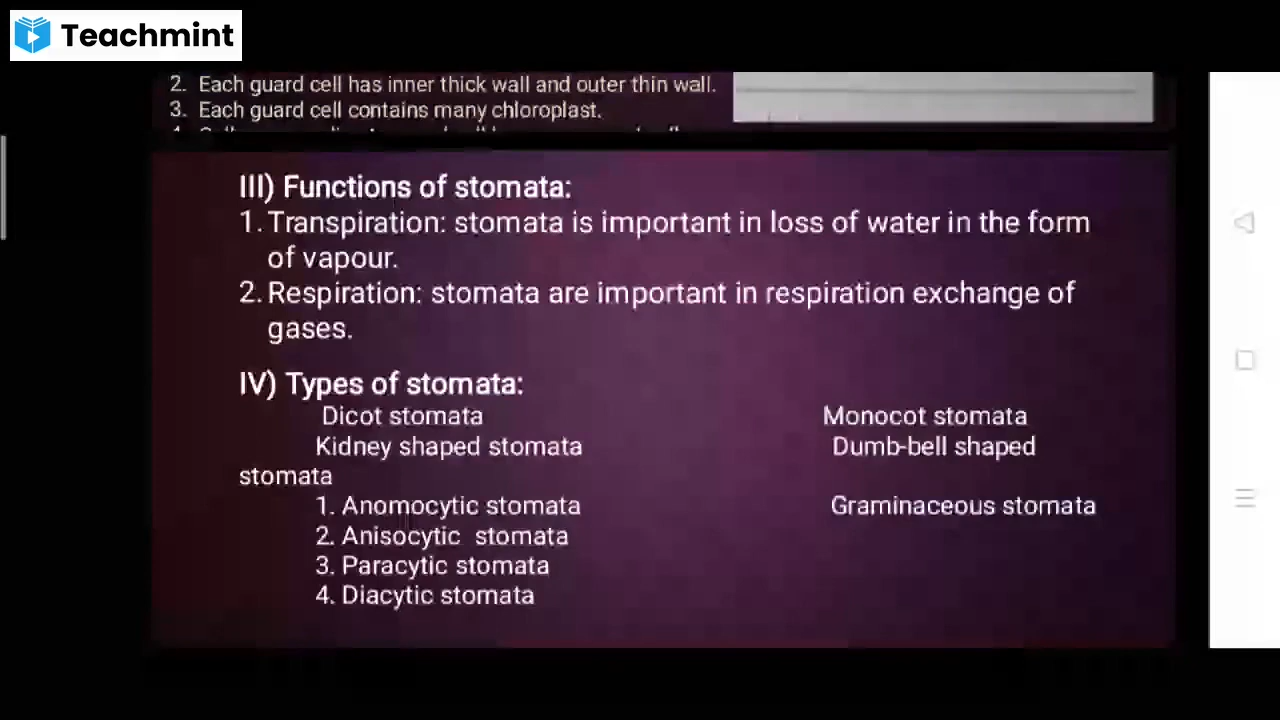 Teachmint
2. Each guard cell has inner thick wall and outer thin wall.
3. Each guard cell contains many chloroplast.
III) Functions of stomata:
1. Transpiration: stomata is important in loss of water in the form
of vapour.
2. Respiration: stomata are important in respiration exchange of
gases.
IV) Types of stomata:
Dicot stomata Monocot stomata
Kidney shaped stomata Dumb-bell shaped
stomata
1. Anomocytic stomata Graminaceous stomata
2. Anisocytic stomata
3. Paracytic stomata
4. Diacytic stomata